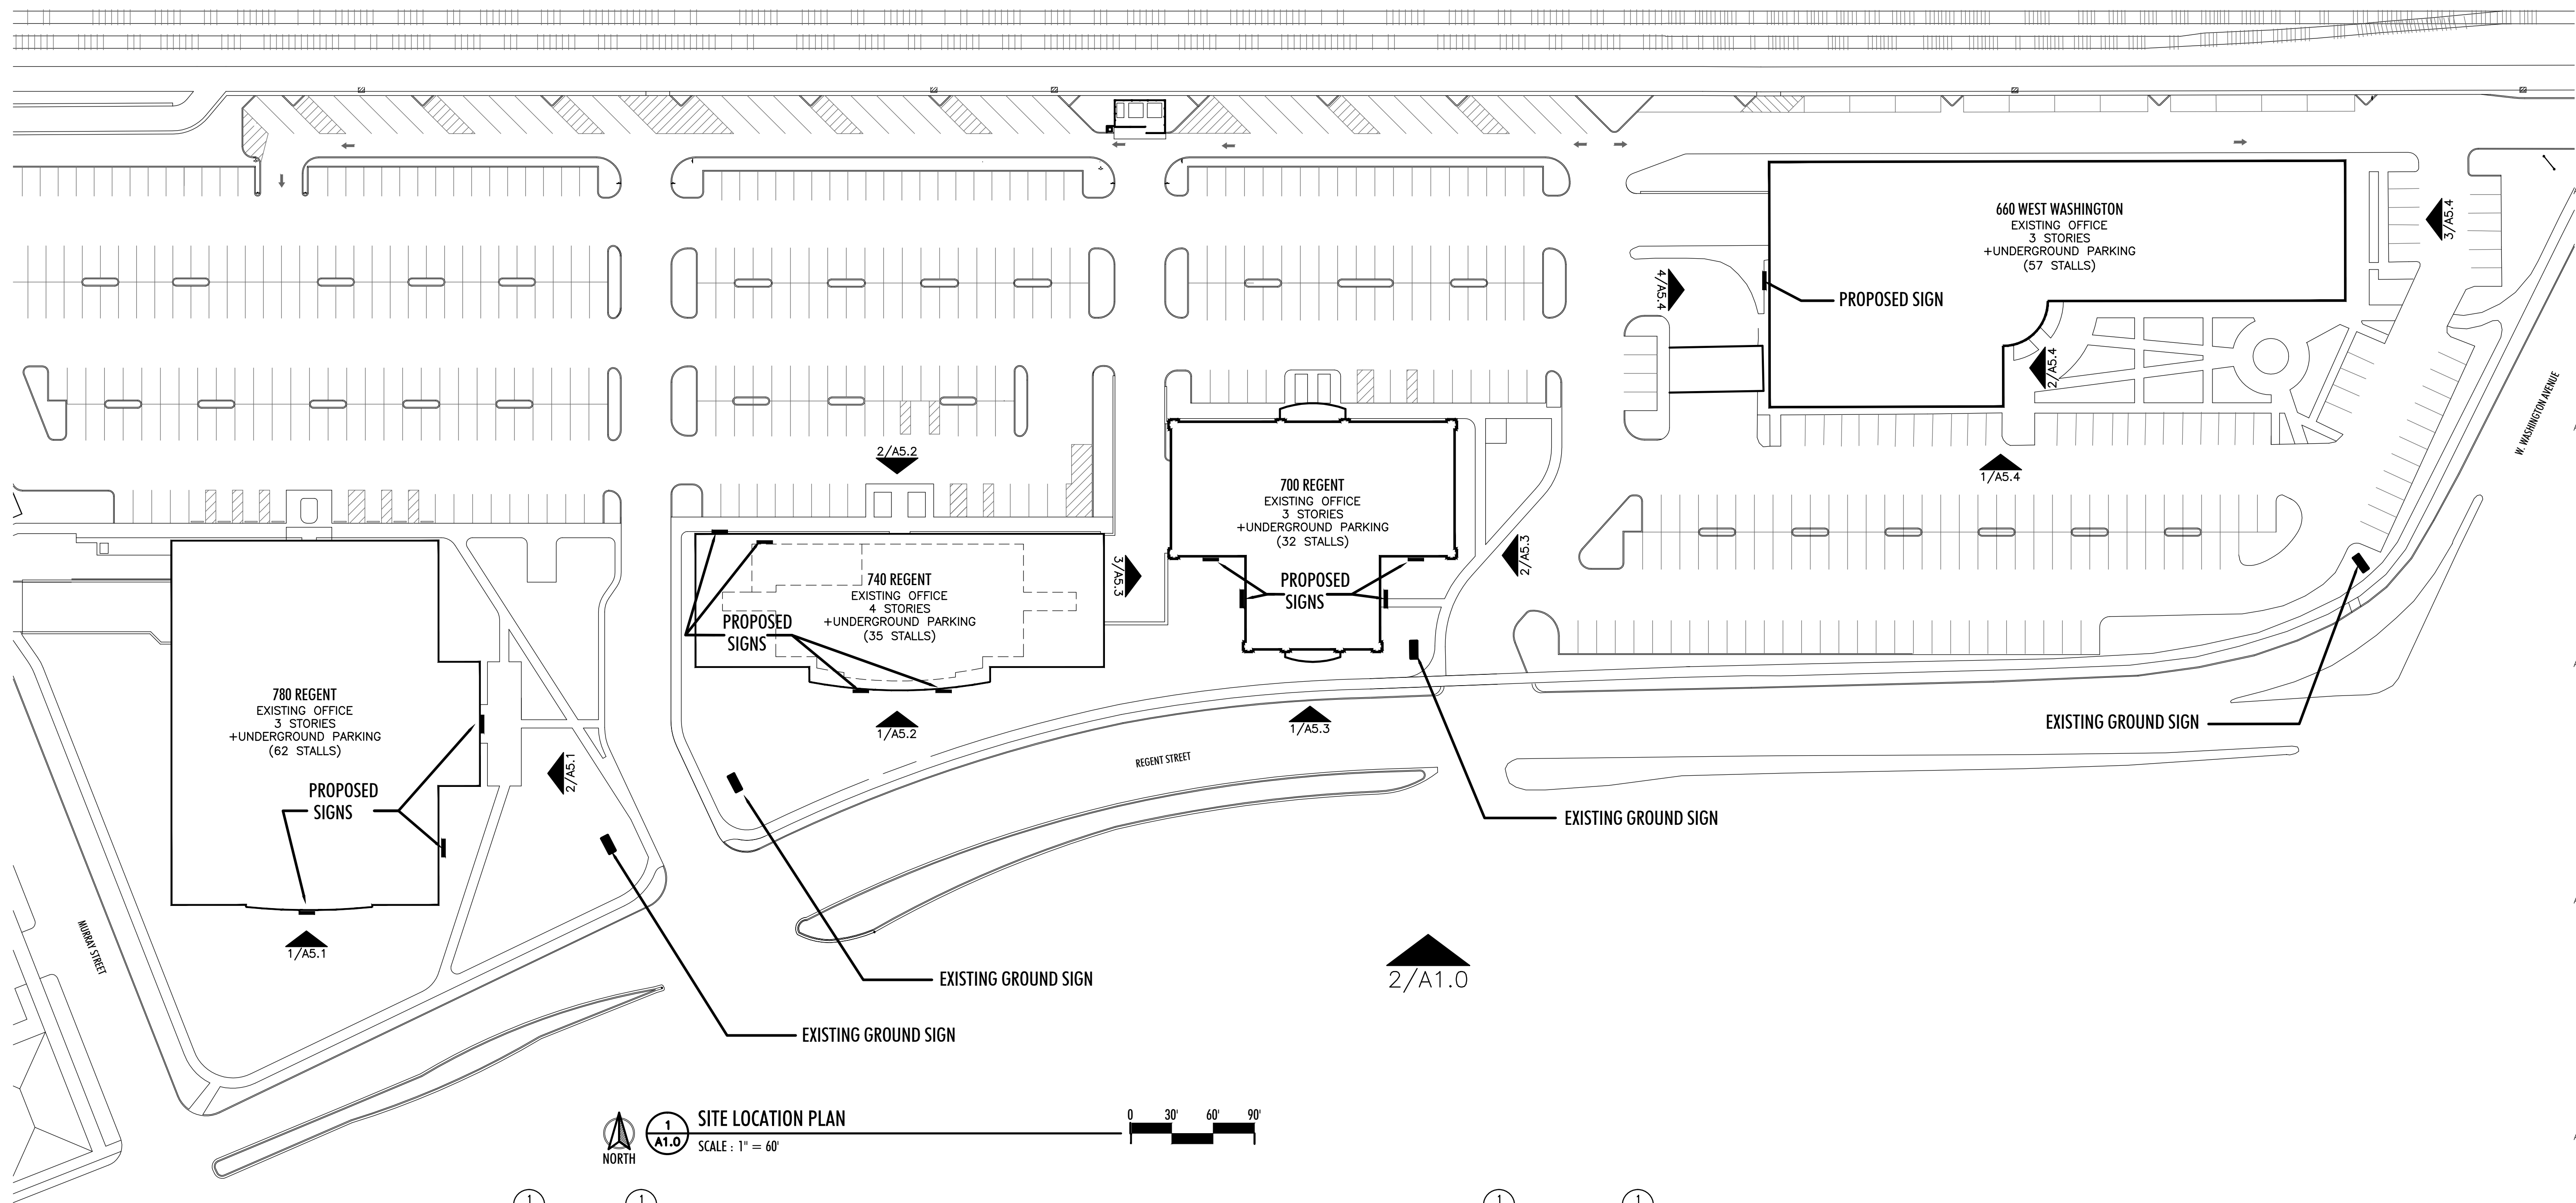 660 WEST WASHINGTON
EXISTING OFFICE
3 STORIES
+UNDERGROUND PARKING
(57 STALLS)
3/A5.4
4/A5.4
PROPOSED SIGN
2/A5.4
W. WASHINGTON AVENUE
2/A5.2
1/A5.4
700 REGENT
EXISTING OFFICE
3 STORIES
+UNDERGROUND PARKING
(32 STALLS)
2/A5.3
3/A5.3
740 REGENT
EXISTING OFFICE
4 STORIES
+UNDERGROUND PARKING
(35 STALLS)
PROPOSED
SIGNS
PROPOSED
SIGNS
780 REGENT
EXISTING OFFICE
3 STORIES
+UNDERGROUND PARKING
(62 STALLS)
PROPOSED
SIGNS
2/A5.1
1/A5.2
1/A5.3
REGENT STREET
EXISTING GROUND SIGN
EXISTING GROUND SIGN
MURRAY STREET
1/A5.1
EXISTING GROUND SIGN
2/A1.0
EXISTING GROUND SIGN
NORTH
1
A1.0
SITE LOCATION PLAN
SCALE : 1" = 60'
0 30' 60' 90'
1 1 1 1